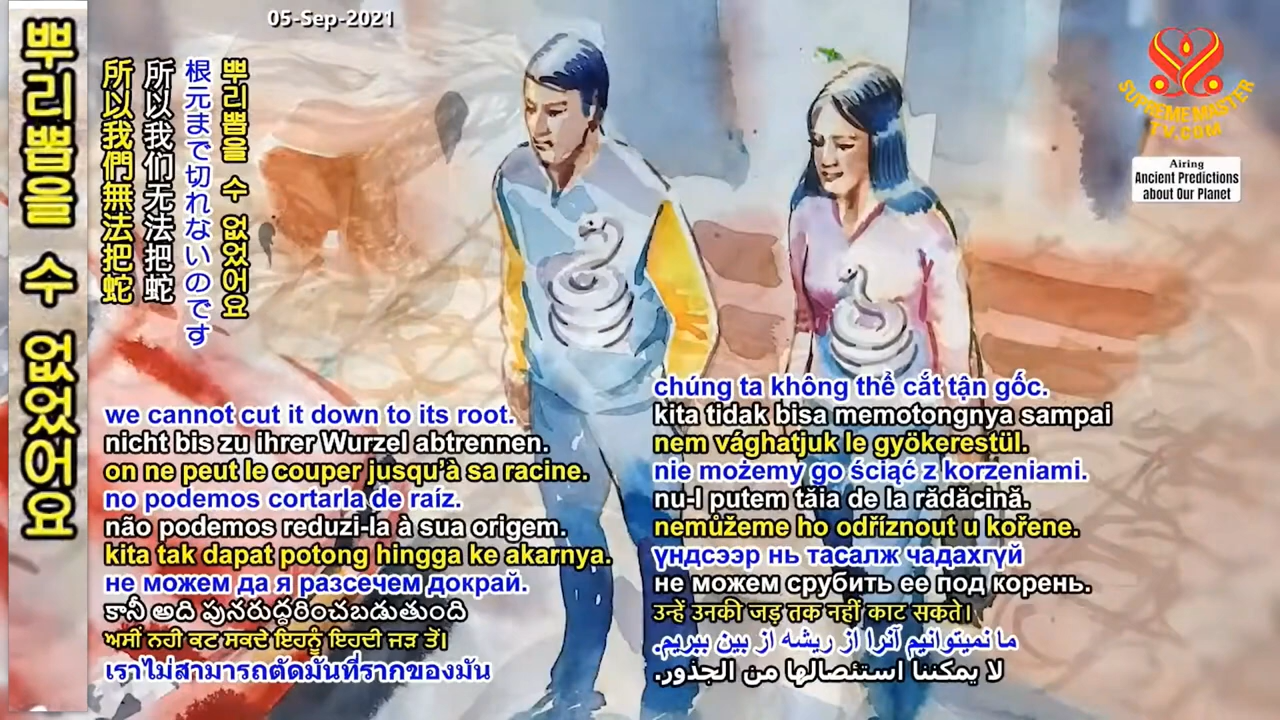 05-Sep-2021
뿌리뽑을 수 없었어요
뿌리뽑을 수 없었어요
根元まで切れないのです
所以我们无法把蛇
所以我們無法把蛇
SUPREME MASTER
TV.COM
Airing
Ancient Predictions
about Our Planet
we cannot cut it down to its root.
nicht bis zu ihrer Wurzel abtrennen.
on ne peut le couper jusqu’à sa racine.
no podemos cortarla de raíz.
não podemos reduzi-la à sua origem.
kita tak dapat potong hingga ke akarnya.
не можем да я разсечем докрай.
కానీ అది పునరుద్ధరించబడుతుంది
ਅਸੀਂ ਨਹੀ ਕਟ ਸਕਦੇ ਇਹਨੂੰ ਇਹਦੀ ਜੜ ਤੋਂ।
เราไม่สามารถตัดมันที่รากของมัน
chúng ta không thể cắt tận gốc.
kita tidak bisa memotongnya sampai
nem vághatjuk le gyökerestül.
nie możemy go ściąć z korzeniami.
nu-l putem tăia de la rădăcină.
nemůžeme ho odříznout u kořene.
үндсээр нь тасалж чадахгүй
не можем срубить ее под корень.
उन्हें उनकी जड़ तक नहीं काट सकते।
ما نمیتوانیم آنرا از ریشه از بین ببریم.
لا يمكننا استئصالها من الجذور.